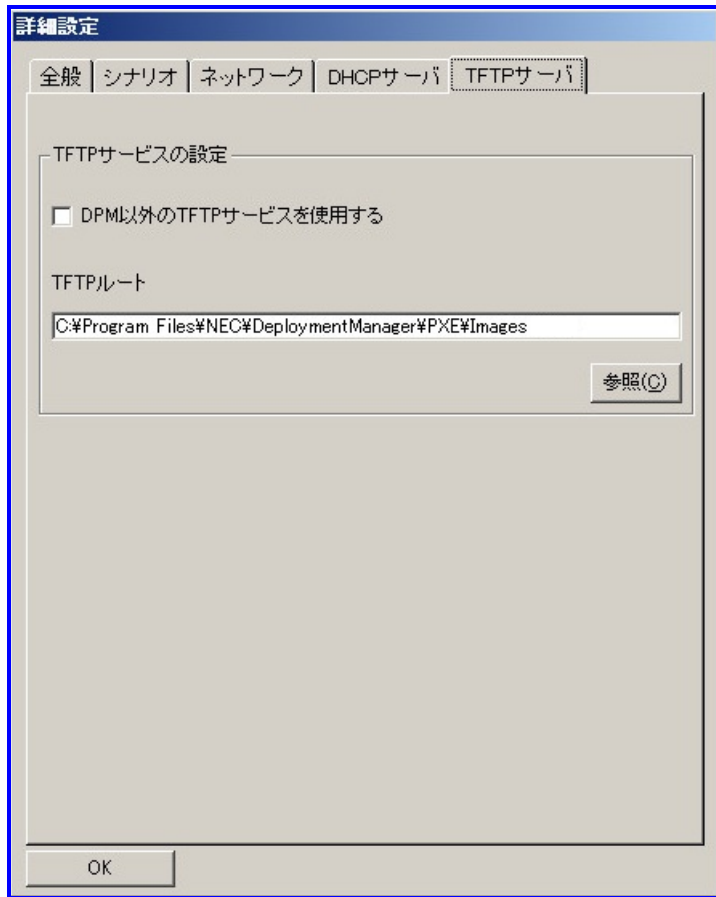 詳細設定
全般 シナリオ ネットワーク DHCPサーバ TFTPサーバ
TFTPサービスの設定
DPM以外のTFTPサービスを使用する
TFTPルート
C:¥Program Files¥NEC¥DeploymentManager¥PXE¥Images
参照(C)
OK